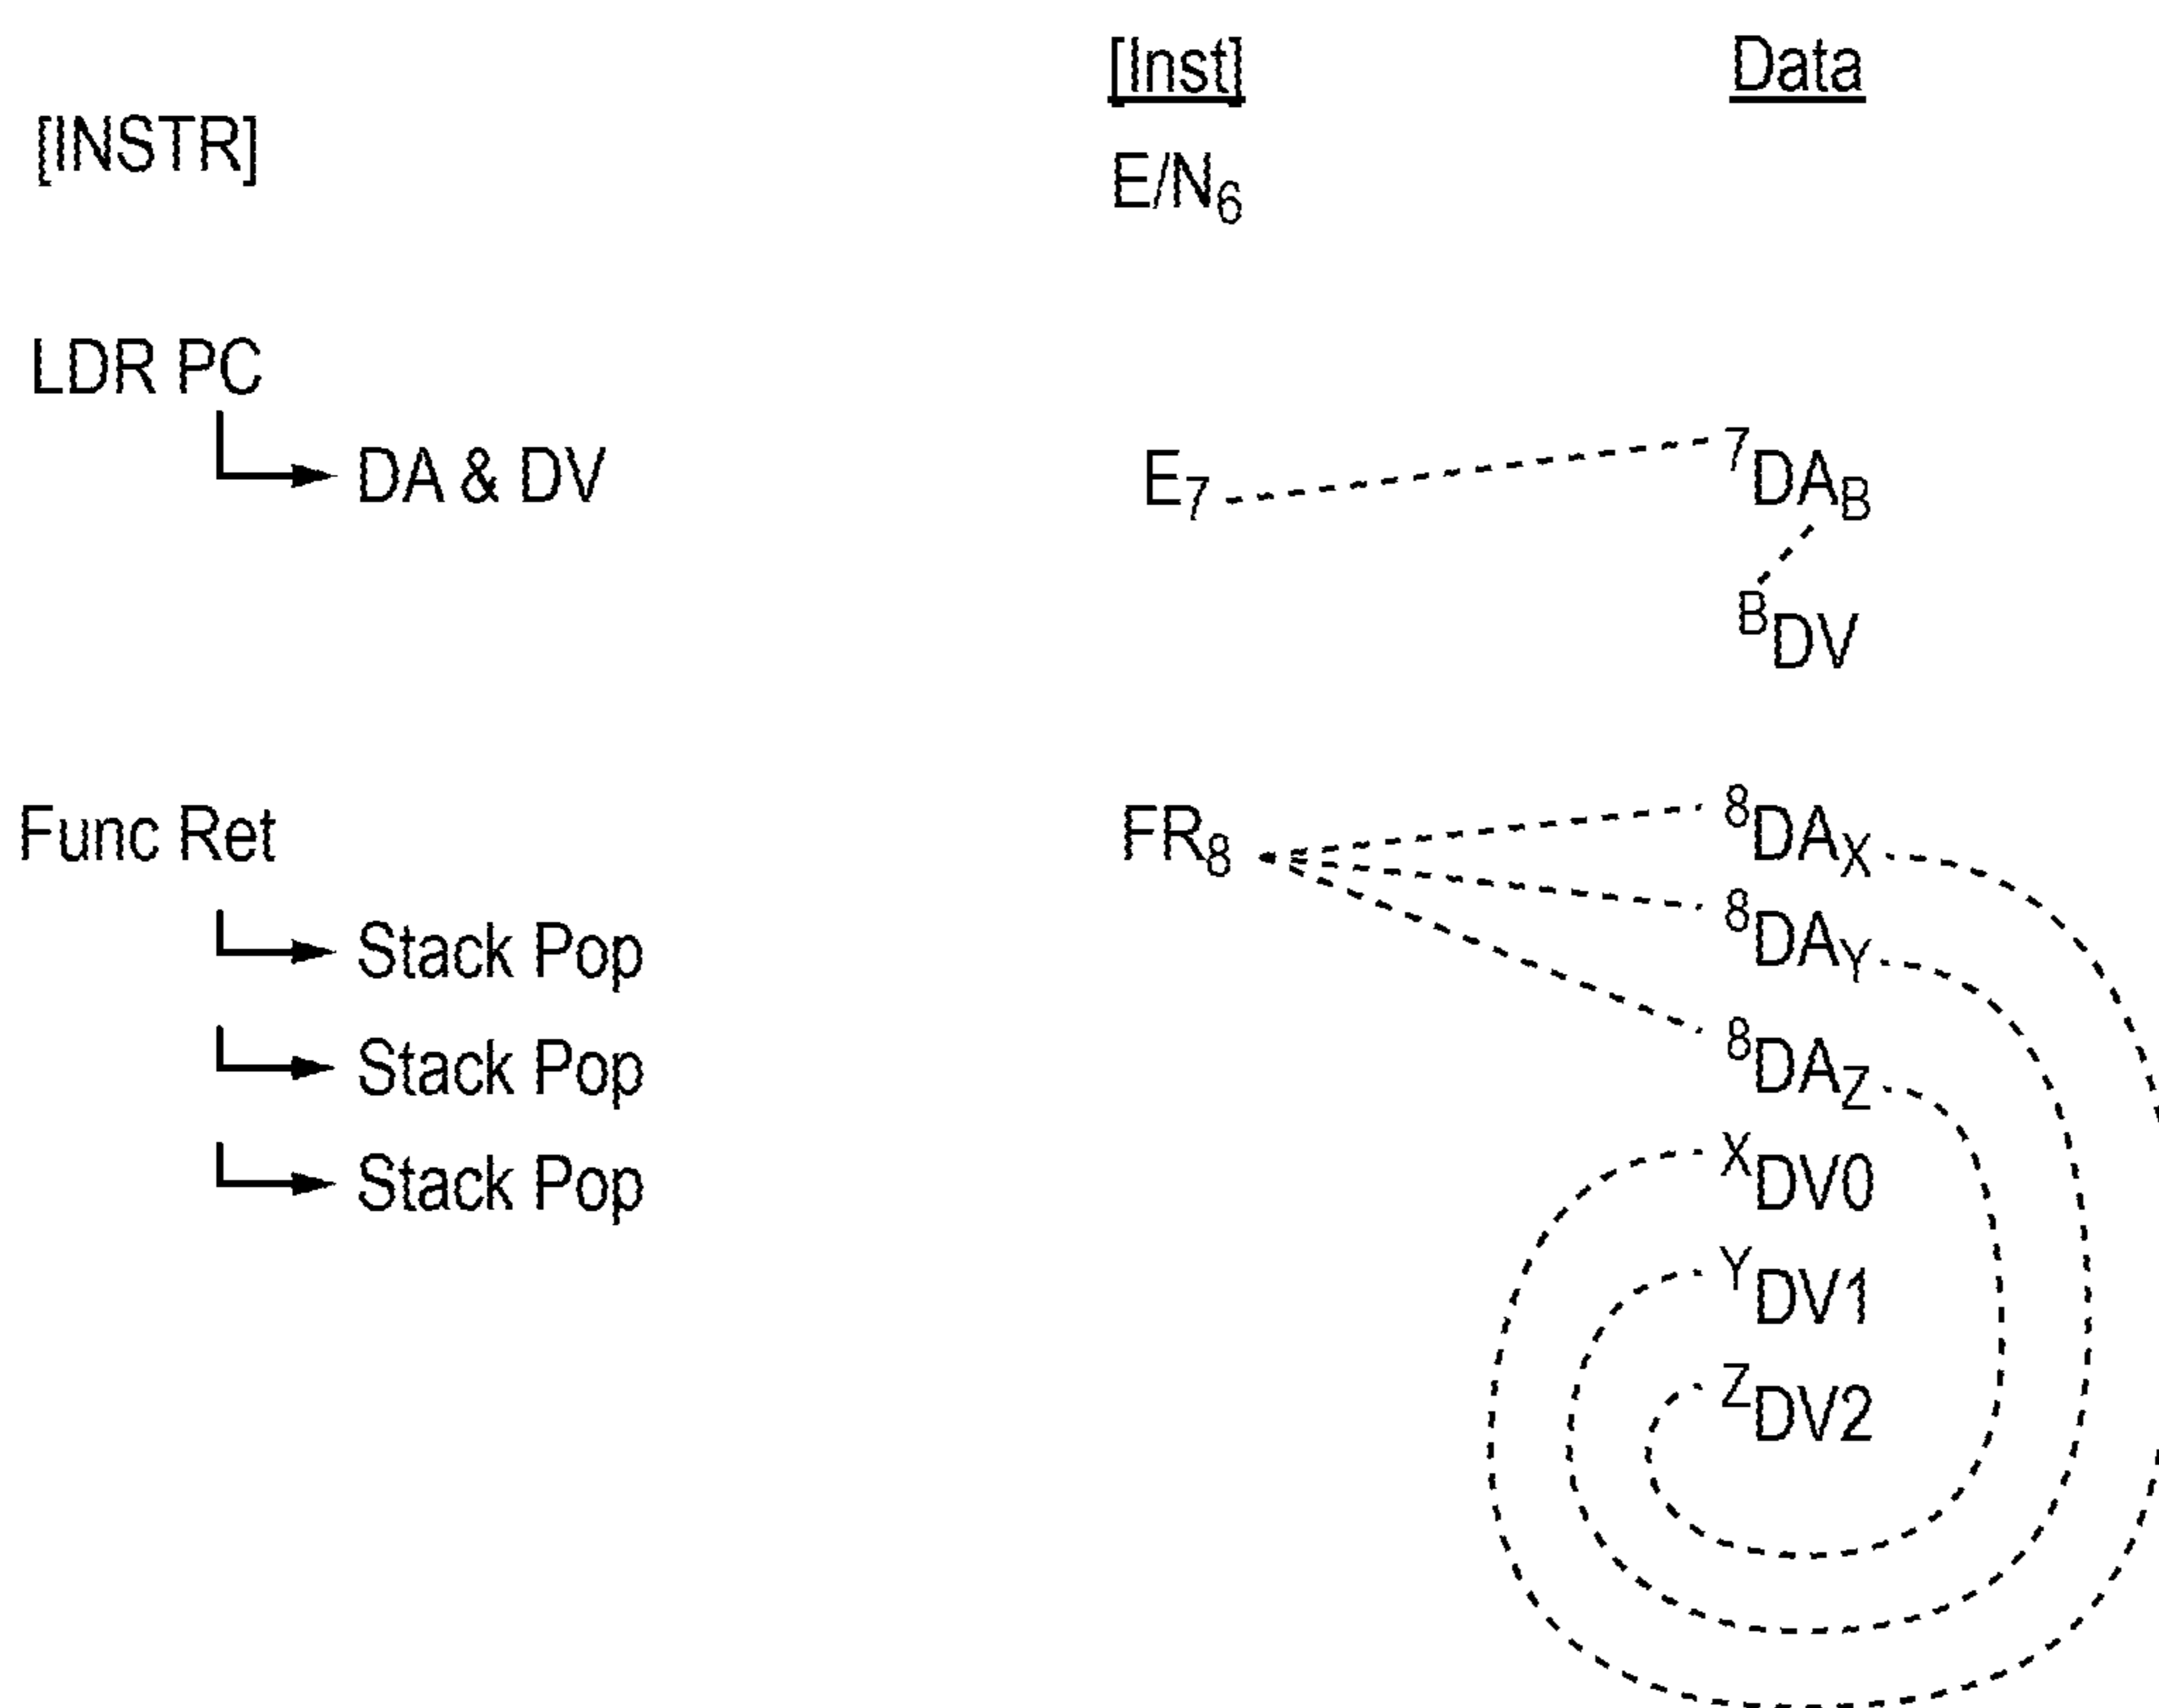 [Inst] Data
[INSTR] E/N6
LDR PC
DA & DV E7 7DAB
BDV
Func Ret FR8 8DAX
Stack Pop 8DAY
Stack Pop 8DAZ
Stack Pop XDV0
YDV1
ZDV2